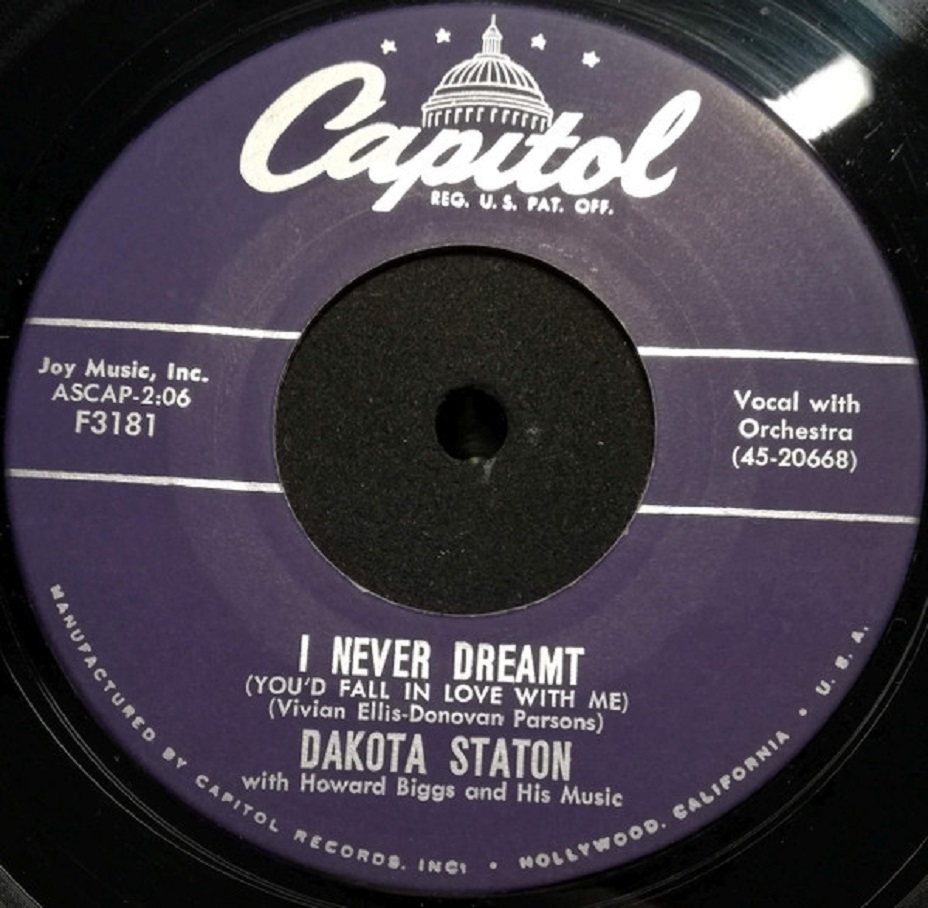 Capitol
REG. U.S. PAT. OFF.
Joy Music, Inc.
ASCAP-2:06
F3181
Vocal with
Orchestra
(45-20668)
I NEVER DREAMT
(YOU'D FALL IN LOVE WITH ME)
(Vivian Ellis-Donovan Parsons)
DAKOTA STATON
with Howard Biggs and His Music
MANUFACTURED BY CAPITOL RECORDS, INC. • HOLLYWOOD, CALIFORNIA • U. S. A.